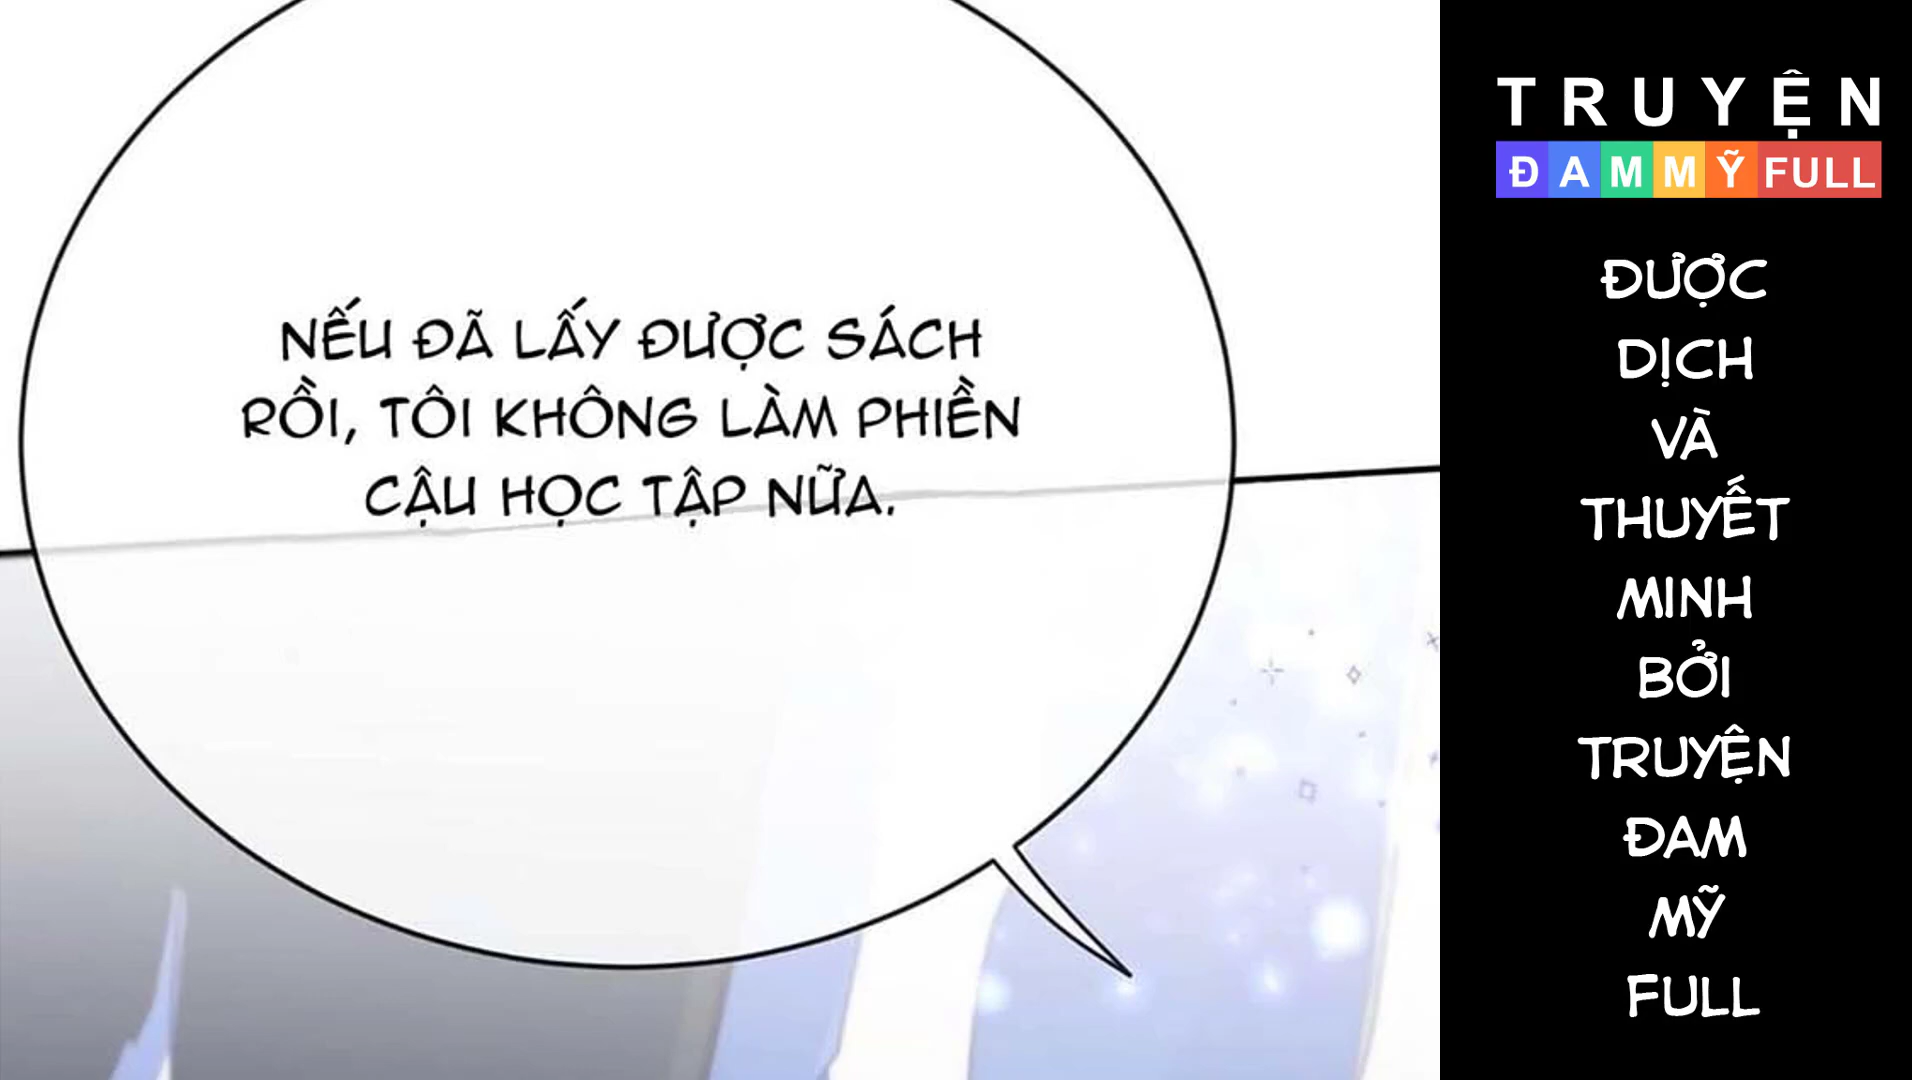 NẾU ĐÃ LẤY ĐƯỢC SÁCH
RỒI, TÔI KHÔNG LÀM PHIỀN
CẬU HỌC TẬP NỮA.
TRUYỆN
ĐAMMỸFULL
ĐƯỢC
DỊCH
VÀ
THUYẾT
MINH
BỞI
TRUYỆN
ĐAM
MỸ
FULL